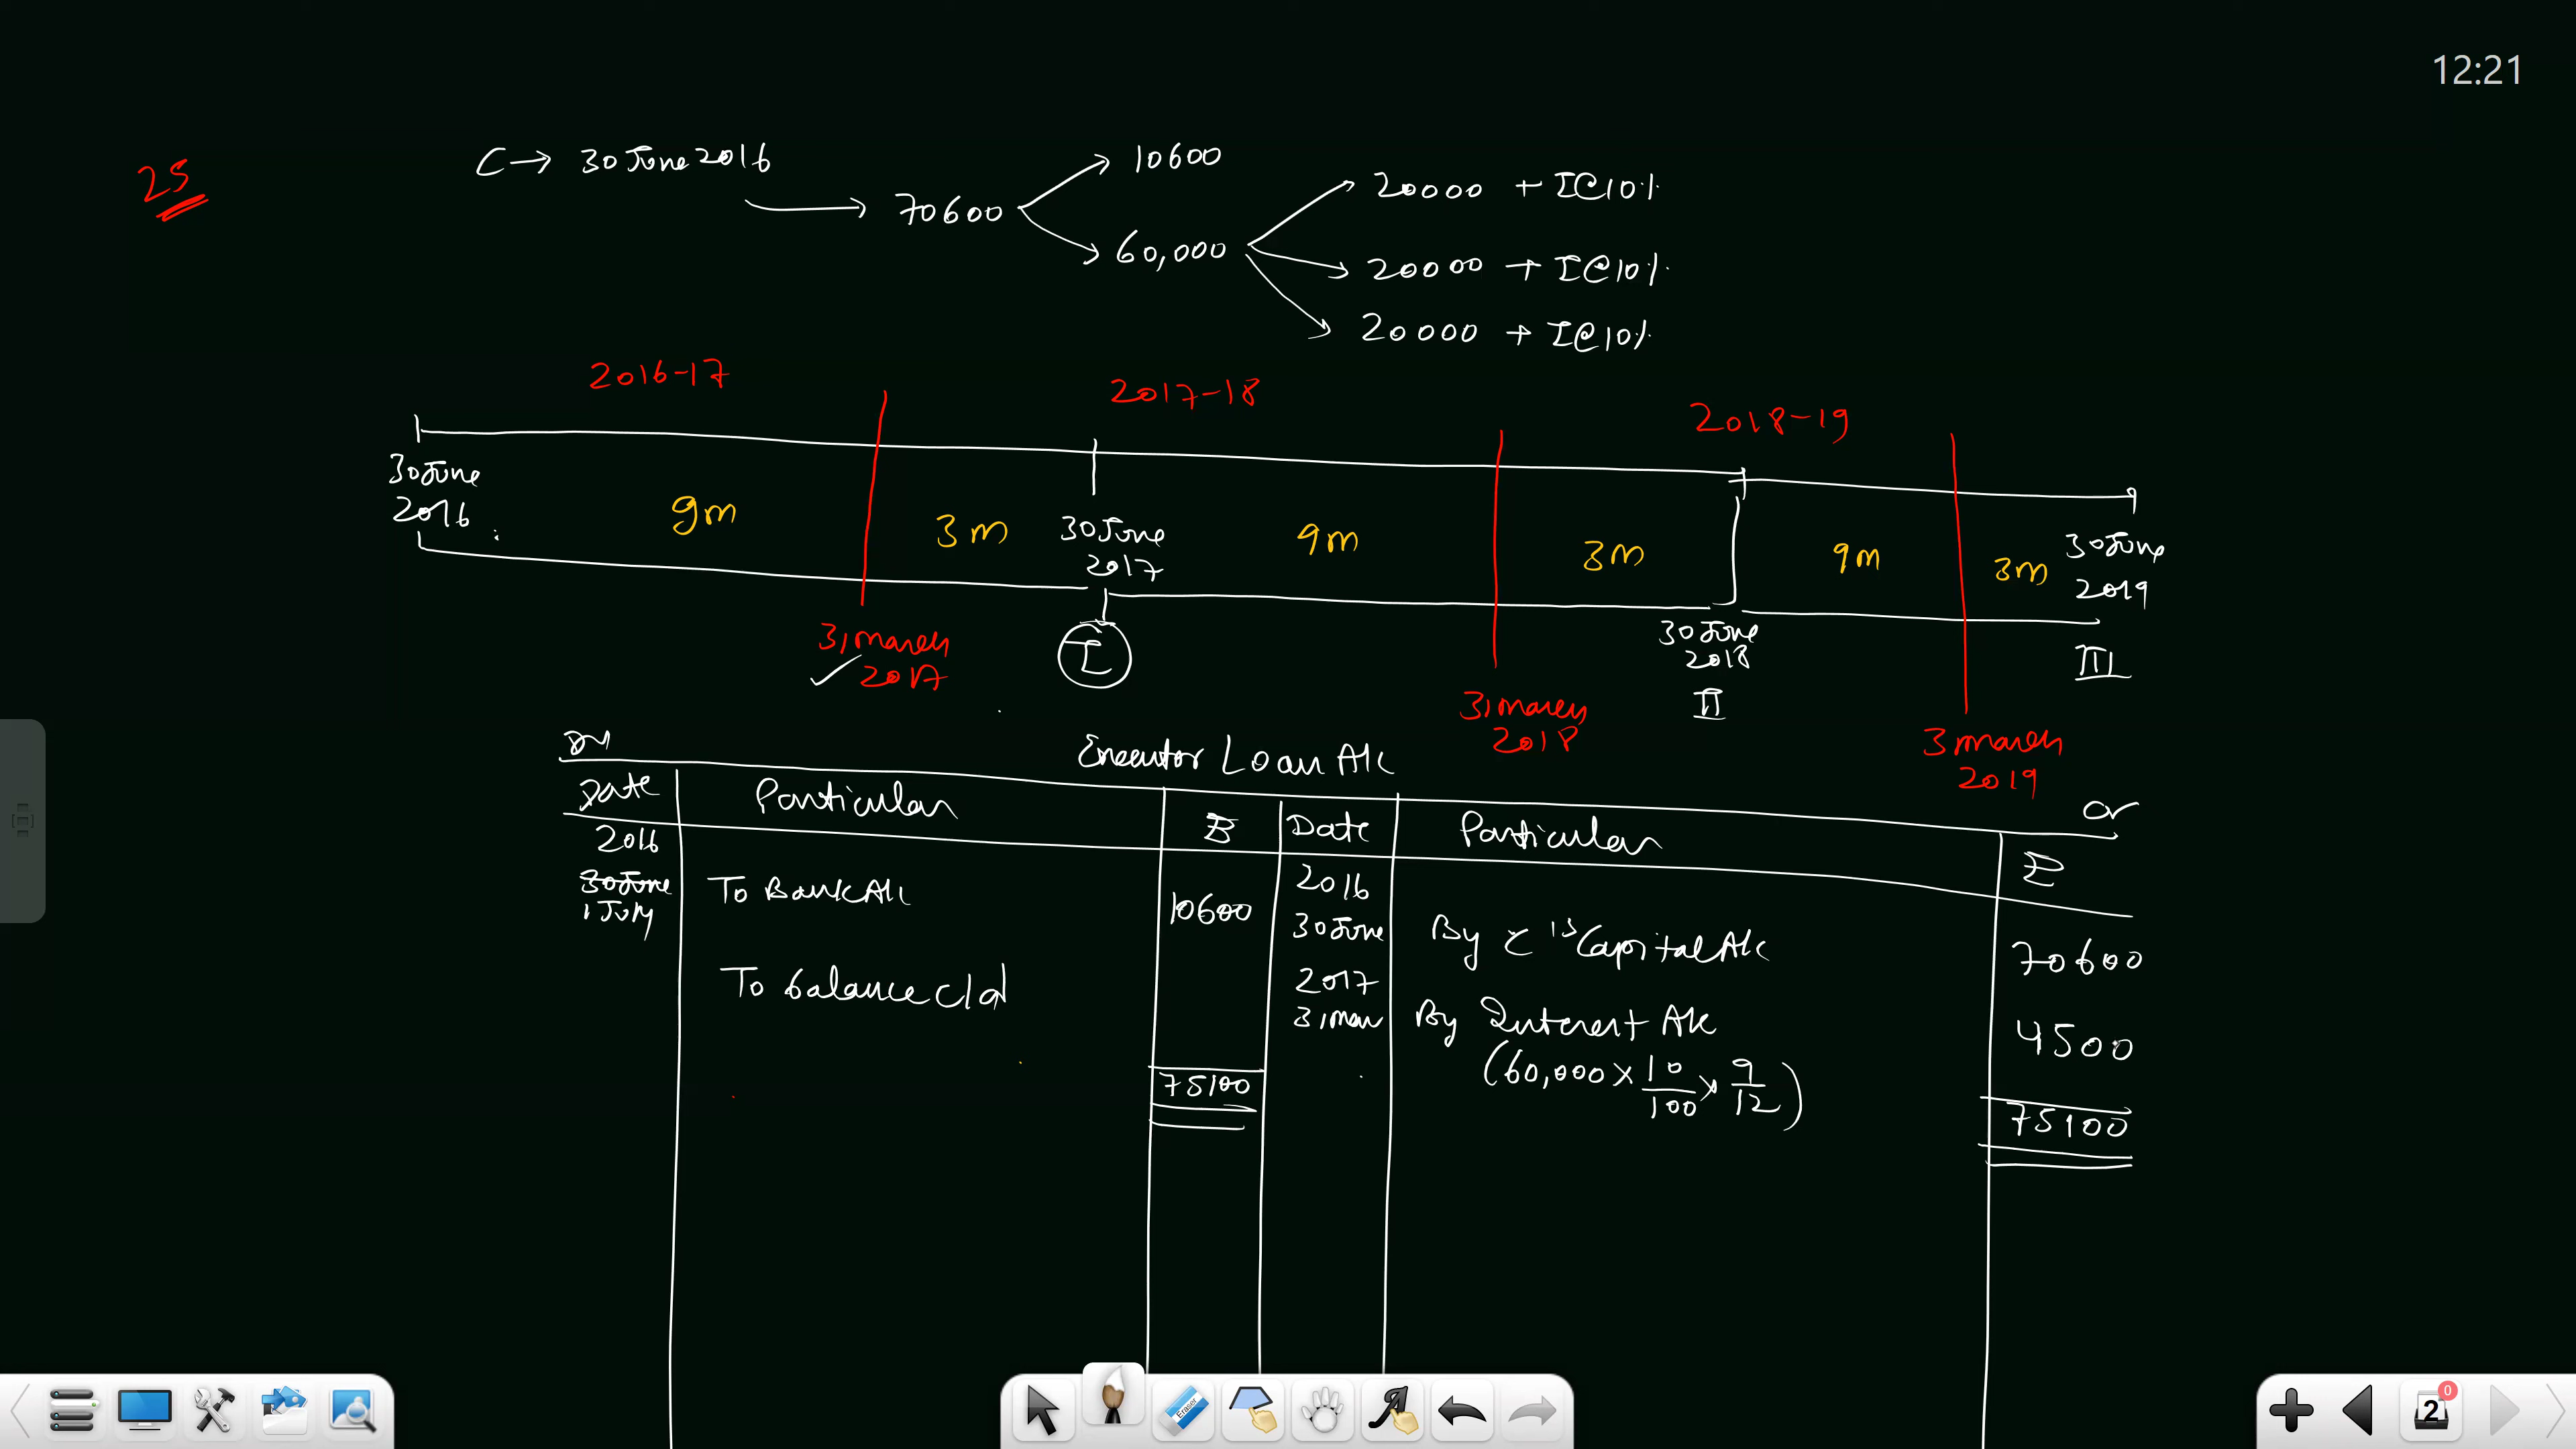 12:21
25
C → 30 June 2016
→ 70600
→ 10600
→ 60,000
→ 20000 + I@10%
→ 20000 + I@10%
→ 20000 + I@10%
2016-17
2017-18
2018-19
30 June
2016
9m
3m
30 June
2017
9m
3m
9m
3m
30 June
2019
31 march
2017
I
31 march
2018
30 June
2018
II
31 march
2019
III
Dr
Executor Loan A/c
Cr
Date
Particular
₹
Date
Particular
₹
2016
30 June
1 July
To Bank A/c
10600
2016
30 June
By C's Capital A/c
70600
To balance c/d
2017
31 mar
By Interest A/c
4500
(60,000 × 10/100 × 9/12)
75100
75100
Eraser
A
2
0